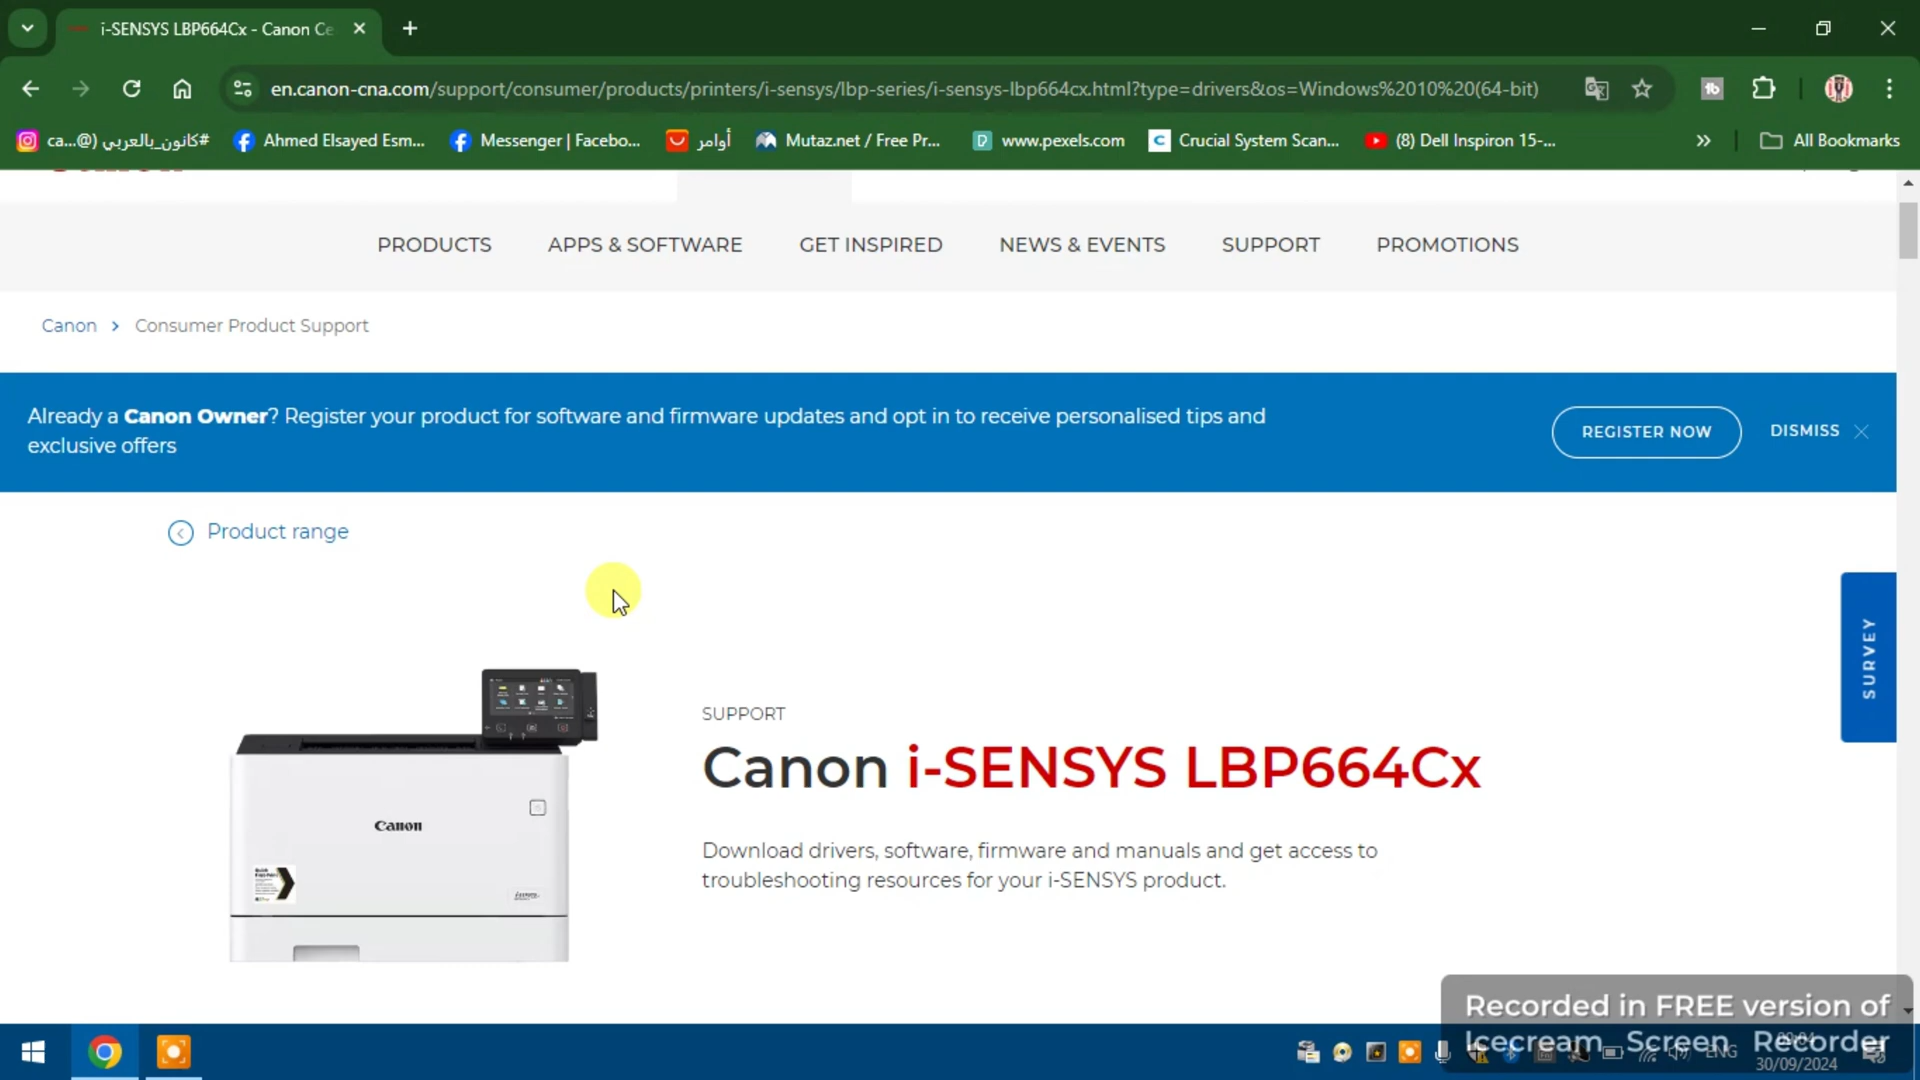 i-SENSYS LBP664Cx - Canon Ce
en.canon-cna.com/support/consumer/products/printers/i-sensys/lbp-series/i-sensys-lbp664cx.html?type=drivers&os=Windows%2010%20(64-bit)
#كانون_بالعربي (@ca...
Ahmed Elsayed Esm...
Messenger | Facebo...
أوامر
Mutaz.net / Free Pr...
www.pexels.com
Crucial System Scan...
(8) Dell Inspiron 15-...
All Bookmarks
PRODUCTS
APPS & SOFTWARE
GET INSPIRED
NEWS & EVENTS
SUPPORT
PROMOTIONS
Canon > Consumer Product Support
Already a Canon Owner? Register your product for software and firmware updates and opt in to receive personalised tips and
exclusive offers
REGISTER NOW
DISMISS
Product range
SURVEY
SUPPORT
Canon i-SENSYS LBP664Cx
Download drivers, software, firmware and manuals and get access to
troubleshooting resources for your i-SENSYS product.
Canon
Recorded in FREE version of
Icecream Screen Recorder
ENG
30/09/2024